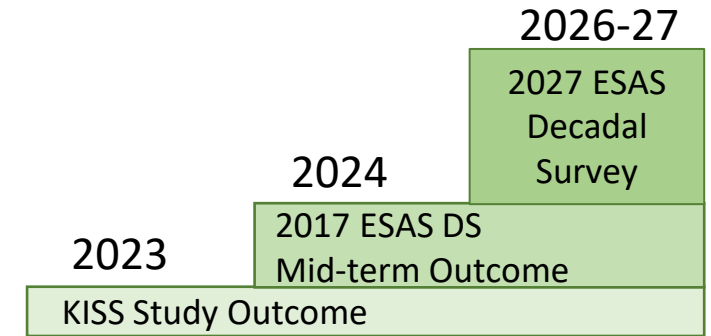 2026-27
2027 ESAS
Decadal
Survey
2024
2017 ESAS DS
Mid-term Outcome
2023
KISS Study Outcome